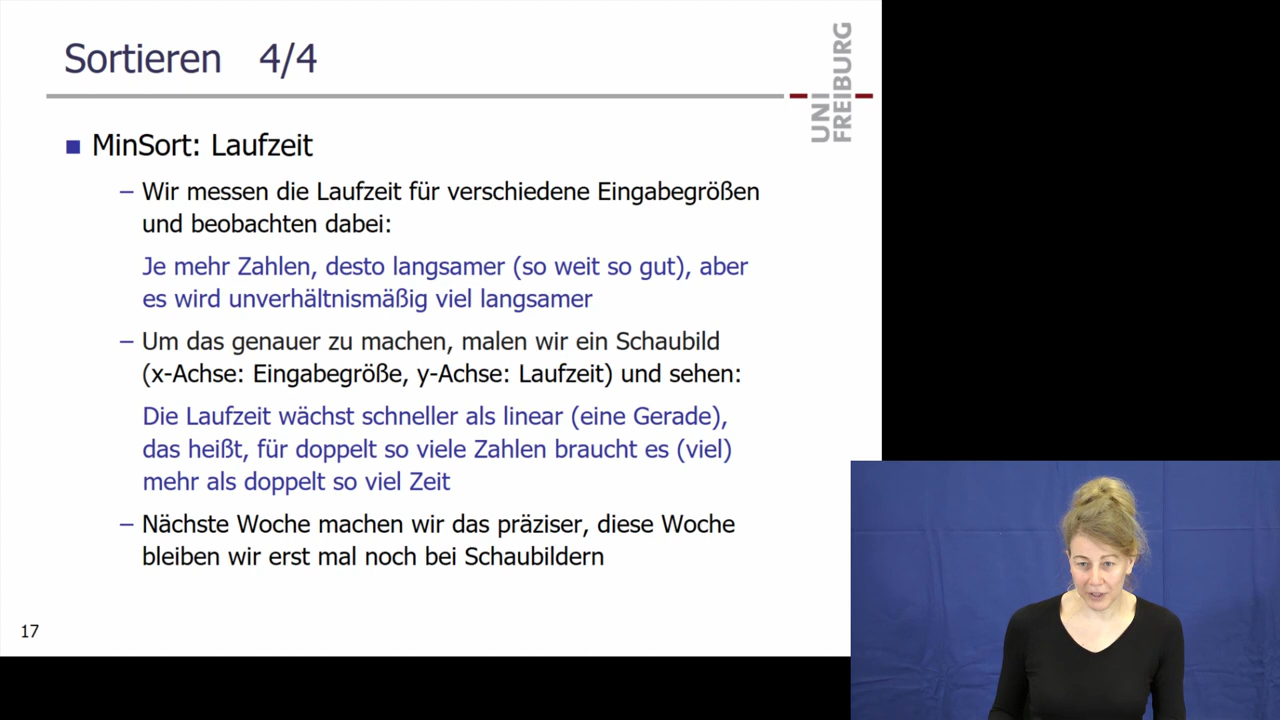 Sortieren 4/4
UNI
FREIBURG
MinSort: Laufzeit
– Wir messen die Laufzeit für verschiedene Eingabegrößen
und beobachten dabei:
Je mehr Zahlen, desto langsamer (so weit so gut), aber
es wird unverhältnismäßig viel langsamer
– Um das genauer zu machen, malen wir ein Schaubild
(x-Achse: Eingabegröße, y-Achse: Laufzeit) und sehen:
Die Laufzeit wächst schneller als linear (eine Gerade),
das heißt, für doppelt so viele Zahlen braucht es (viel)
mehr als doppelt so viel Zeit
– Nächste Woche machen wir das präziser, diese Woche
bleiben wir erst mal noch bei Schaubildern
17